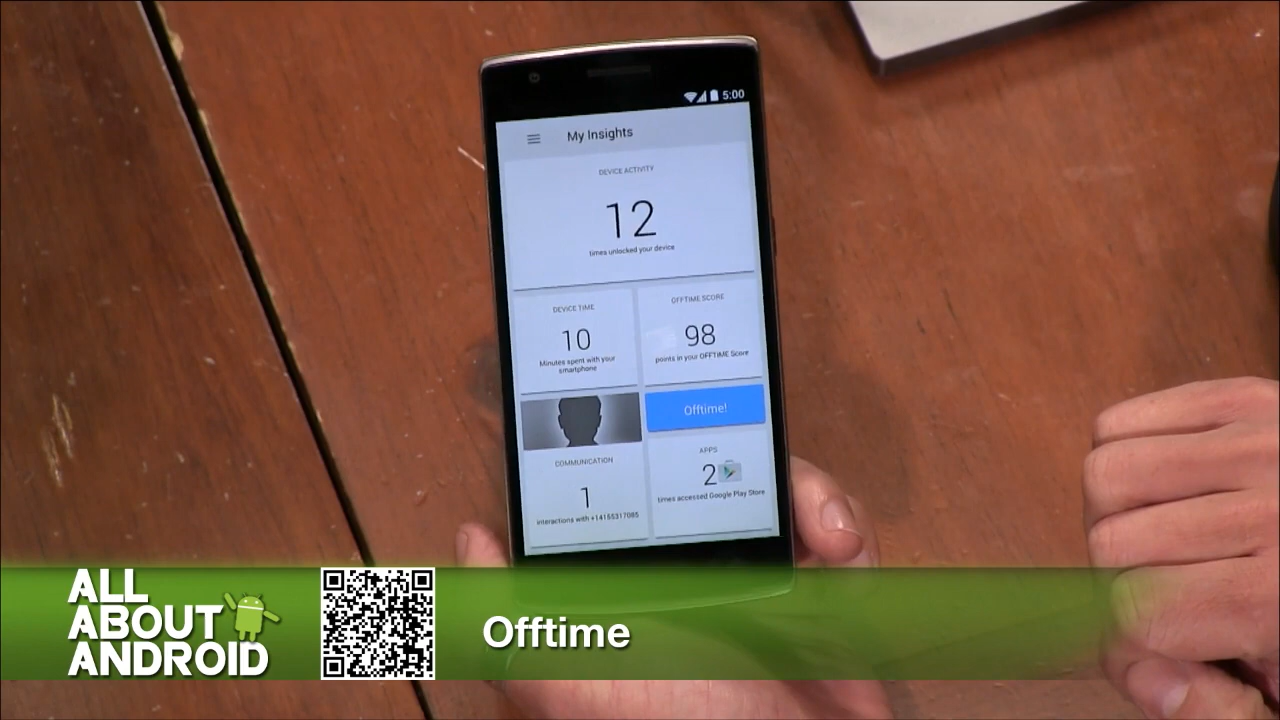 5:00
My Insights
DEVICE ACTIVITY
12
times unlocked your device
DEVICE TIME
10
Minutes spent with your
smartphone
OFFTIME SCORE
98
points in your OFFTIME Score
Offtime!
COMMUNICATION
1
interactions with +14155317085
APPS
2
times accessed Google Play Store
ALL
ABOUT
ANDROID
Offtime